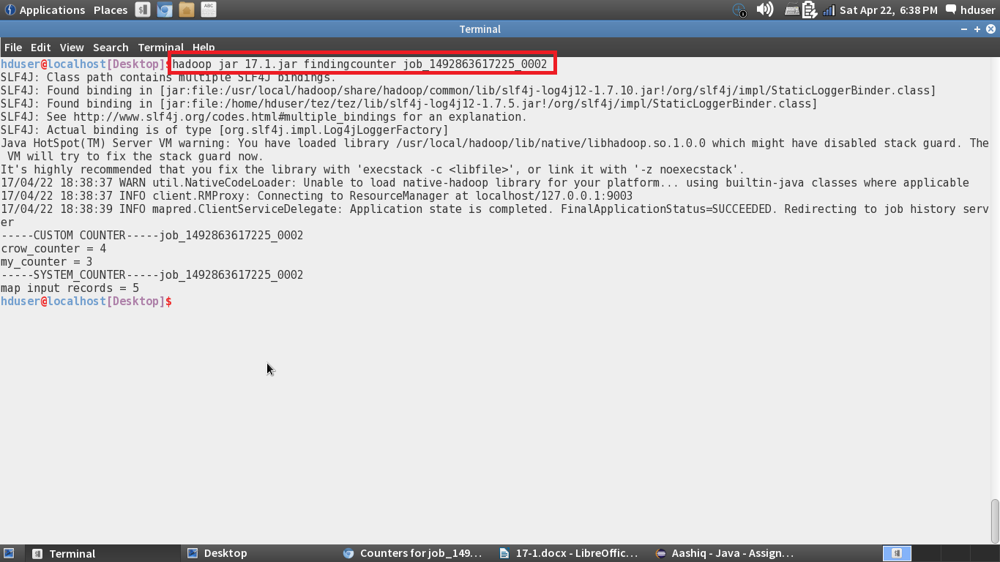 Applications Places Sat Apr 22, 6:38 PM hduser
Terminal
File Edit View Search Terminal Help
hduser@localhost[Desktop]$hadoop jar 17.1.jar findingcounter job_1492863617225_0002
SLF4J: Class path contains multiple SLF4J bindings.
SLF4J: Found binding in [jar:file:/usr/local/hadoop/share/hadoop/common/lib/slf4j-log4j12-1.7.10.jar!/org/slf4j/impl/StaticLoggerBinder.class]
SLF4J: Found binding in [jar:file:/home/hduser/tez/tez/lib/slf4j-log4j12-1.7.5.jar!/org/slf4j/impl/StaticLoggerBinder.class]
SLF4J: See http://www.slf4j.org/codes.html#multiple_bindings for an explanation.
SLF4J: Actual binding is of type [org.slf4j.impl.Log4jLoggerFactory]
Java HotSpot(TM) Server VM warning: You have loaded library /usr/local/hadoop/lib/native/libhadoop.so.1.0.0 which might have disabled stack guard. The
 VM will try to fix the stack guard now.
It's highly recommended that you fix the library with 'execstack -c <libfile>', or link it with '-z noexecstack'.
17/04/22 18:38:37 WARN util.NativeCodeLoader: Unable to load native-hadoop library for your platform... using builtin-java classes where applicable
17/04/22 18:38:37 INFO client.RMProxy: Connecting to ResourceManager at localhost/127.0.0.1:9003
17/04/22 18:38:39 INFO mapred.ClientServiceDelegate: Application state is completed. FinalApplicationStatus=SUCCEEDED. Redirecting to job history serv
er
-----CUSTOM COUNTER-----job_1492863617225_0002
crow_counter = 4
my_counter = 3
-----SYSTEM_COUNTER-----job_1492863617225_0002
map input records = 5
hduser@localhost[Desktop]$
Terminal Desktop Counters for job_149... 17-1.docx - LibreOffic... Aashiq - Java - Assign...